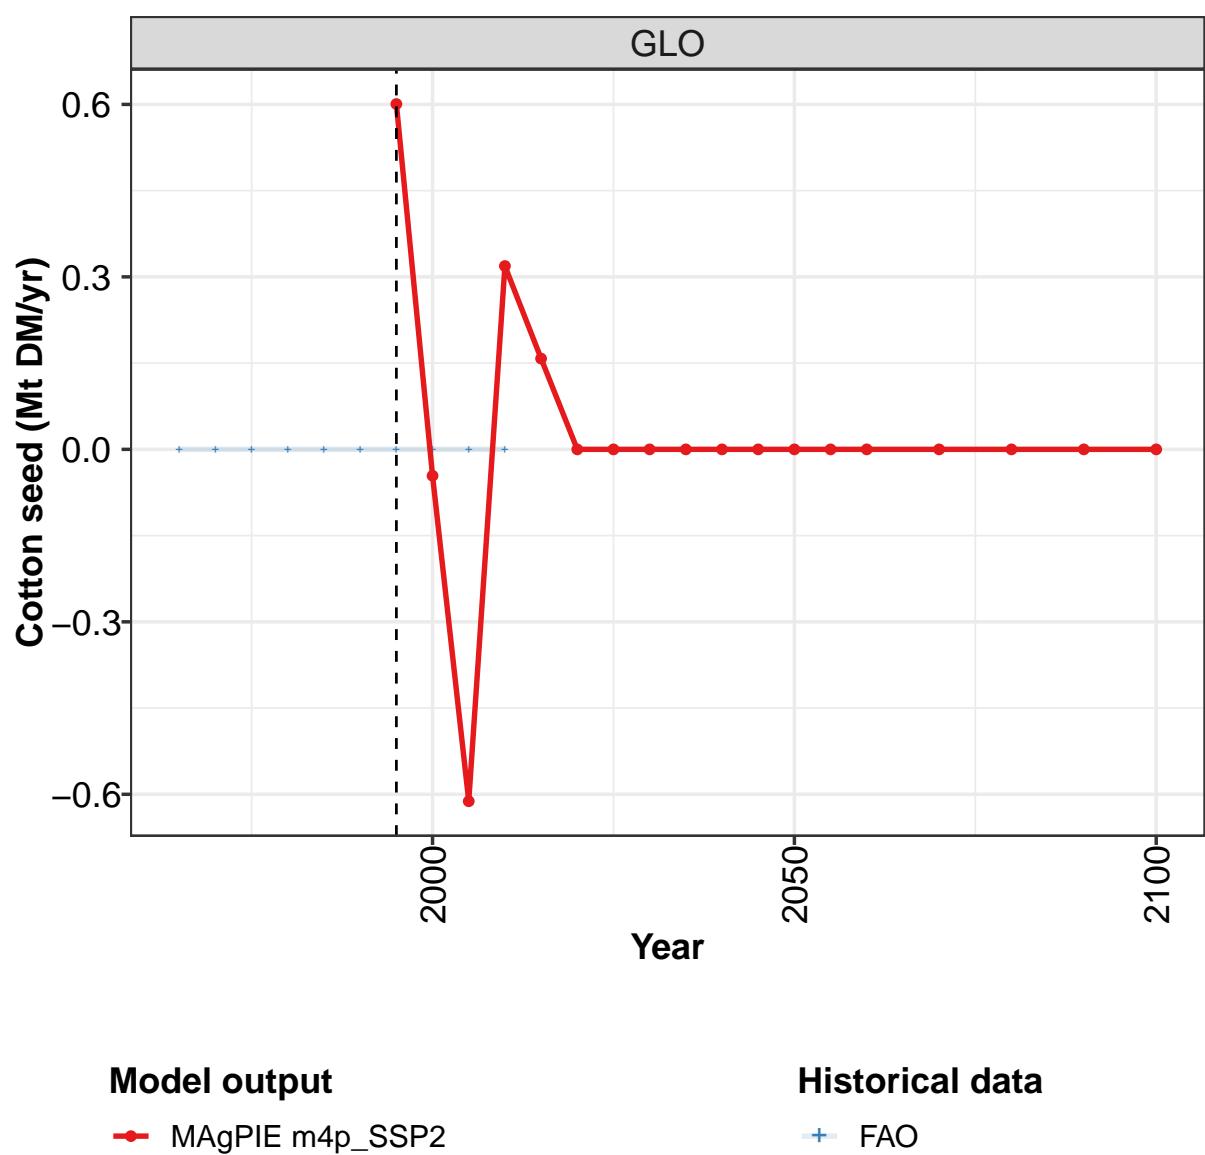 GLO
Cotton seed (Mt DM/yr)
0.6
0.3
0.0
−0.3
−0.6
2000
2050
2100
Year
Model output
MAgPIE m4p_SSP2
Historical data
FAO